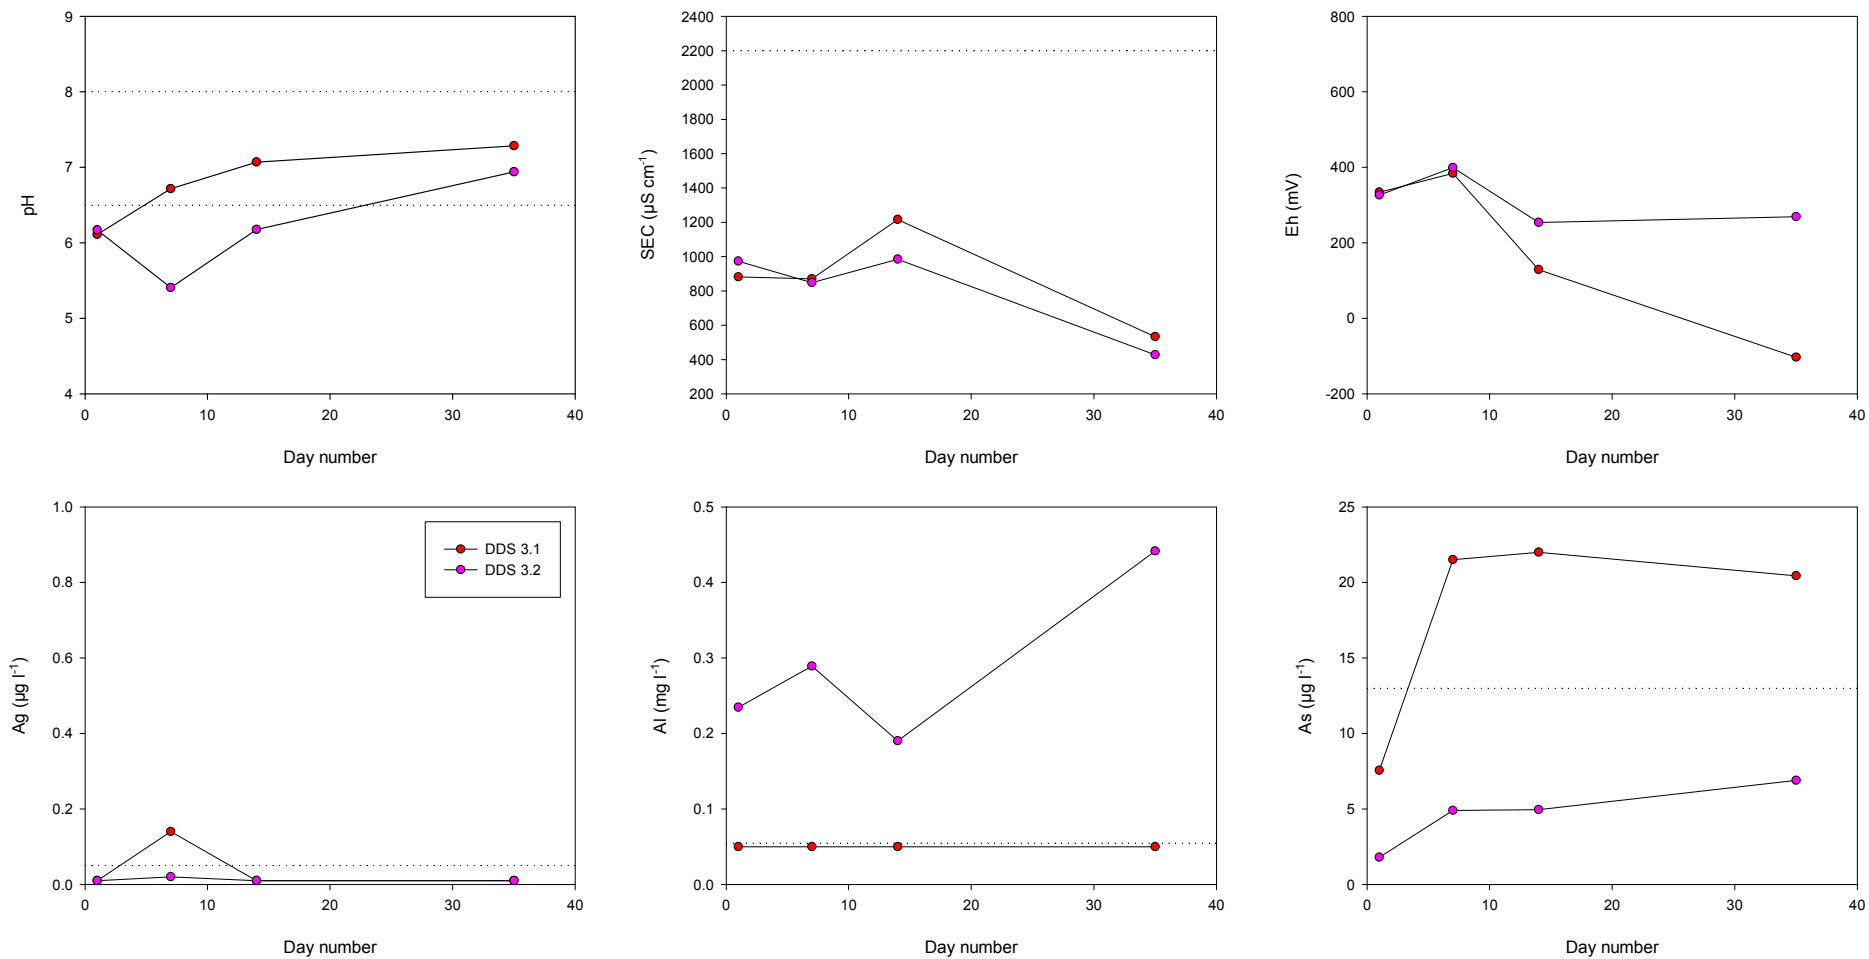 9
8
7
6
5
4
pH
0 10 20 30 40
Day number
2400
2200
2000
1800
1600
1400
1200
1000
800
600
400
200
SEC (µS cm⁻¹)
0 10 20 30 40
Day number
800
600
400
200
0
-200
Eh (mV)
0 10 20 30 40
Day number
1.0
0.8
0.6
0.4
0.2
0.0
Ag (µg l⁻¹)
DDS 3.1
DDS 3.2
0 10 20 30 40
Day number
0.5
0.4
0.3
0.2
0.1
0.0
Al (mg l⁻¹)
0 10 20 30 40
Day number
25
20
15
10
5
0
As (µg l⁻¹)
0 10 20 30 40
Day number